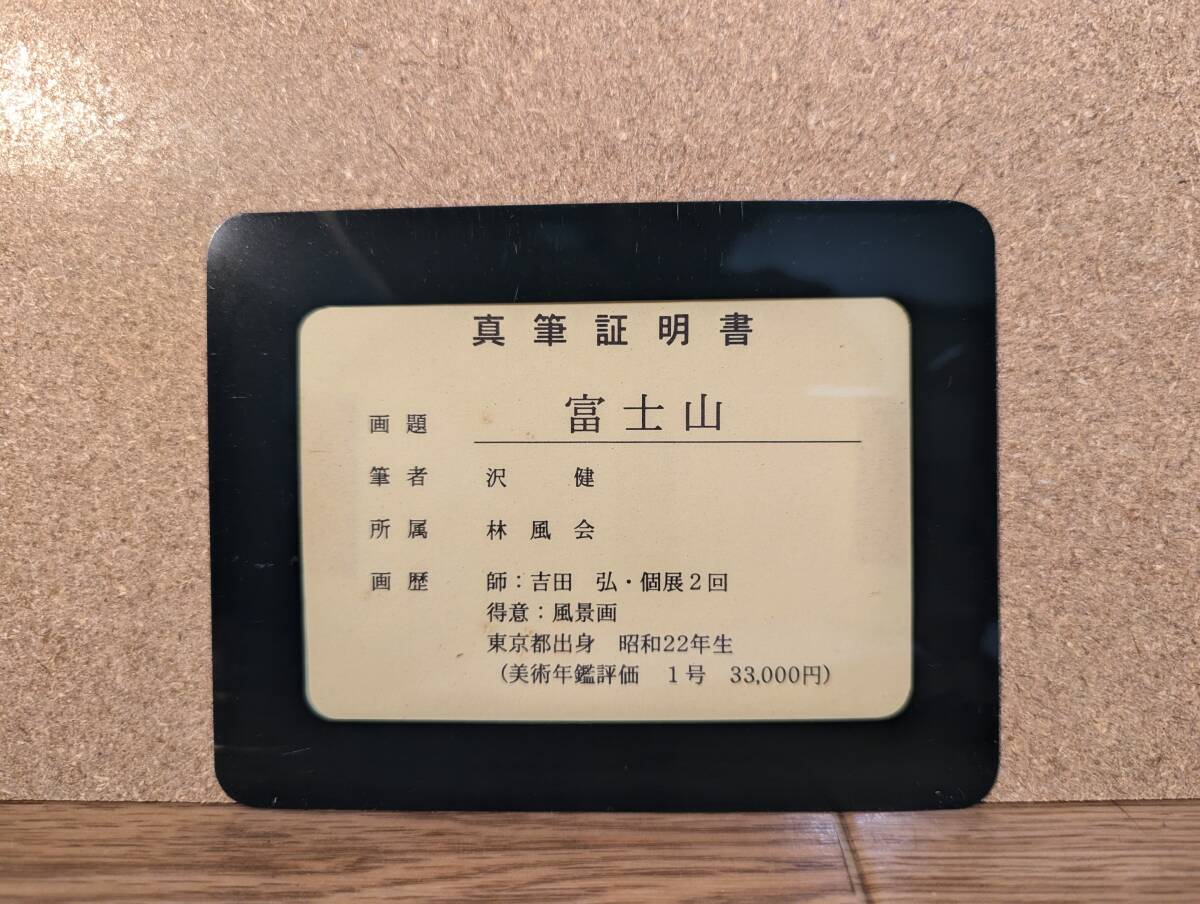 真筆証明書
画題 富士山
筆者 沢 健
所属 林風会
画歴 師：吉田 弘・個展2回
得意：風景画
東京都出身 昭和22年生
（美術年鑑評価 1号 33,000円）